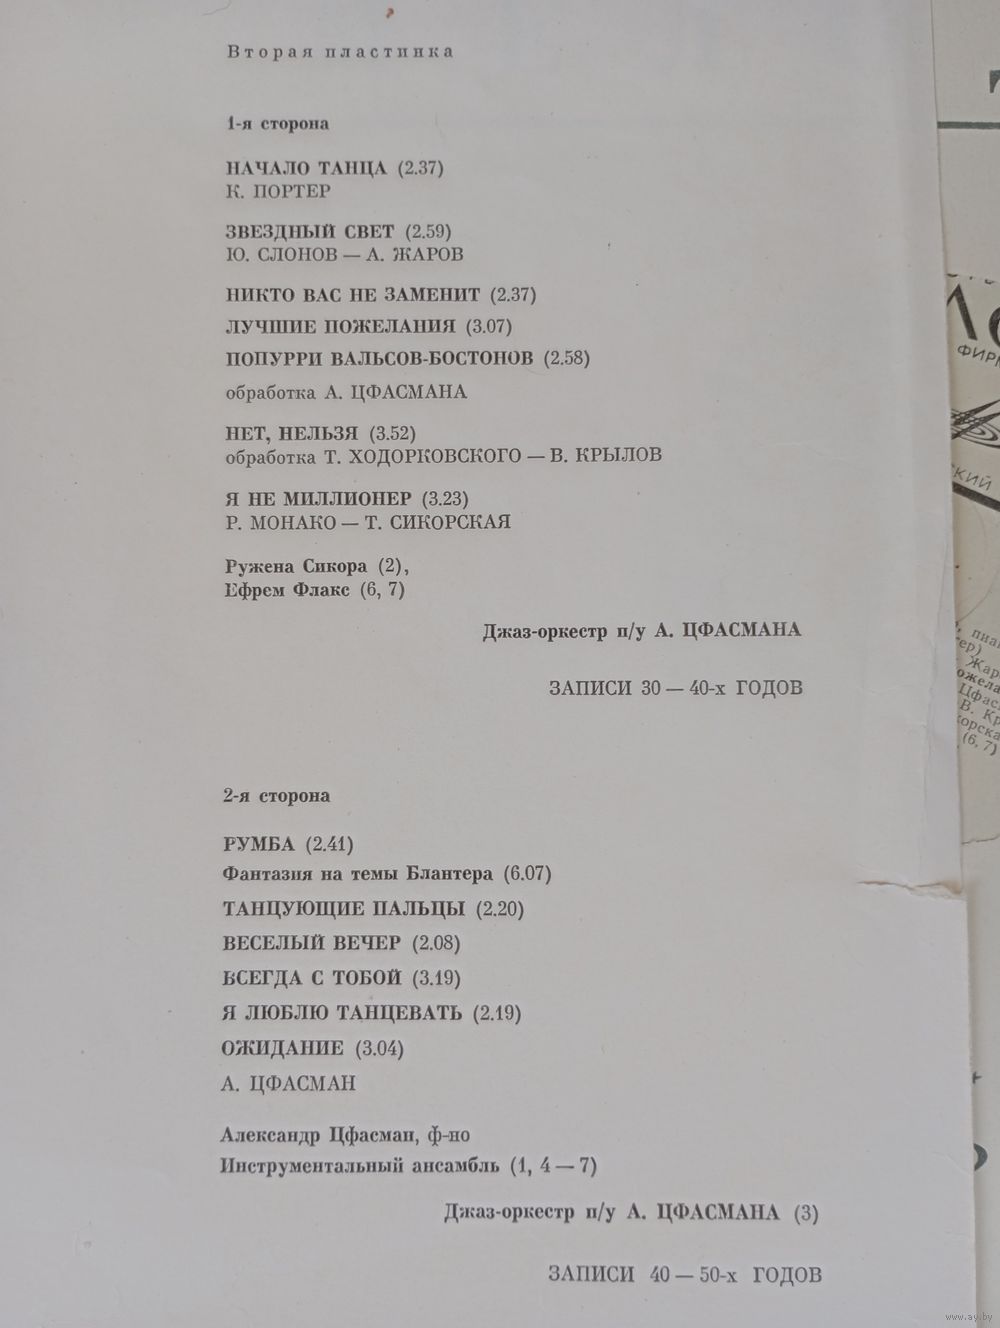 Вторая пластинка
1-я сторона
НАЧАЛО ТАНЦА (2.37)
К. ПОРТЕР
ЗВЕЗДНЫЙ СВЕТ (2.59)
Ю. СЛОНОВ — А. ЖАРОВ
НИКТО ВАС НЕ ЗАМЕНИТ (2.37)
ЛУЧШИЕ ПОЖЕЛАНИЯ (3.07)
ПОПУРРИ ВАЛЬСОВ-БОСТОНОВ (2.58)
обработка А. ЦФАСМАНА
НЕТ, НЕЛЬЗЯ (3.52)
обработка Т. ХОДОРКОВСКОГО — В. КРЫЛОВ
Я НЕ МИЛЛИОНЕР (3.23)
Р. МОНАКО — Т. СИКОРСКАЯ
Ружена Сикора (2),
Ефрем Флакс (6, 7)
Джаз-оркестр п/у А. ЦФАСМАНА
ЗАПИСИ 30 — 40-х ГОДОВ
2-я сторона
РУМБА (2.41)
Фантазия на темы Блантера (6.07)
ТАНЦУЮЩИЕ ПАЛЬЦЫ (2.20)
ВЕСЕЛЫЙ ВЕЧЕР (2.08)
ВСЕГДА С ТОБОЙ (3.19)
Я ЛЮБЛЮ ТАНЦЕВАТЬ (2.19)
ОЖИДАНИЕ (3.04)
А. ЦФАСМАН
Александр Цфасман, ф-но
Инструментальный ансамбль (1, 4 — 7)
Джаз-оркестр п/у А. ЦФАСМАНА (3)
ЗАПИСИ 40 — 50-х ГОДОВ
(6, 7)
www.ay.by